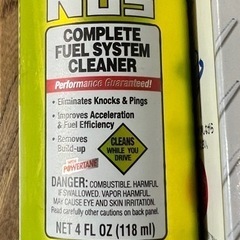 NOS
COMPLETE
FUEL SYSTEM
CLEANER
Performance Guaranteed!
• Eliminates Knocks & Pings
• Improves Acceleration
& Fuel Efficiency
• Removes
Build-up
CLEANS
WHILE YOU
DRIVE
WITH
POWERTANE
DANGER: COMBUSTIBLE. HARMFUL
IF SWALLOWED. VAPOR HARMFUL.
MAY CAUSE EYE AND SKIN IRRITATION.
Read carefully other cautions on back panel.
NET 4 FL OZ (118 ml)